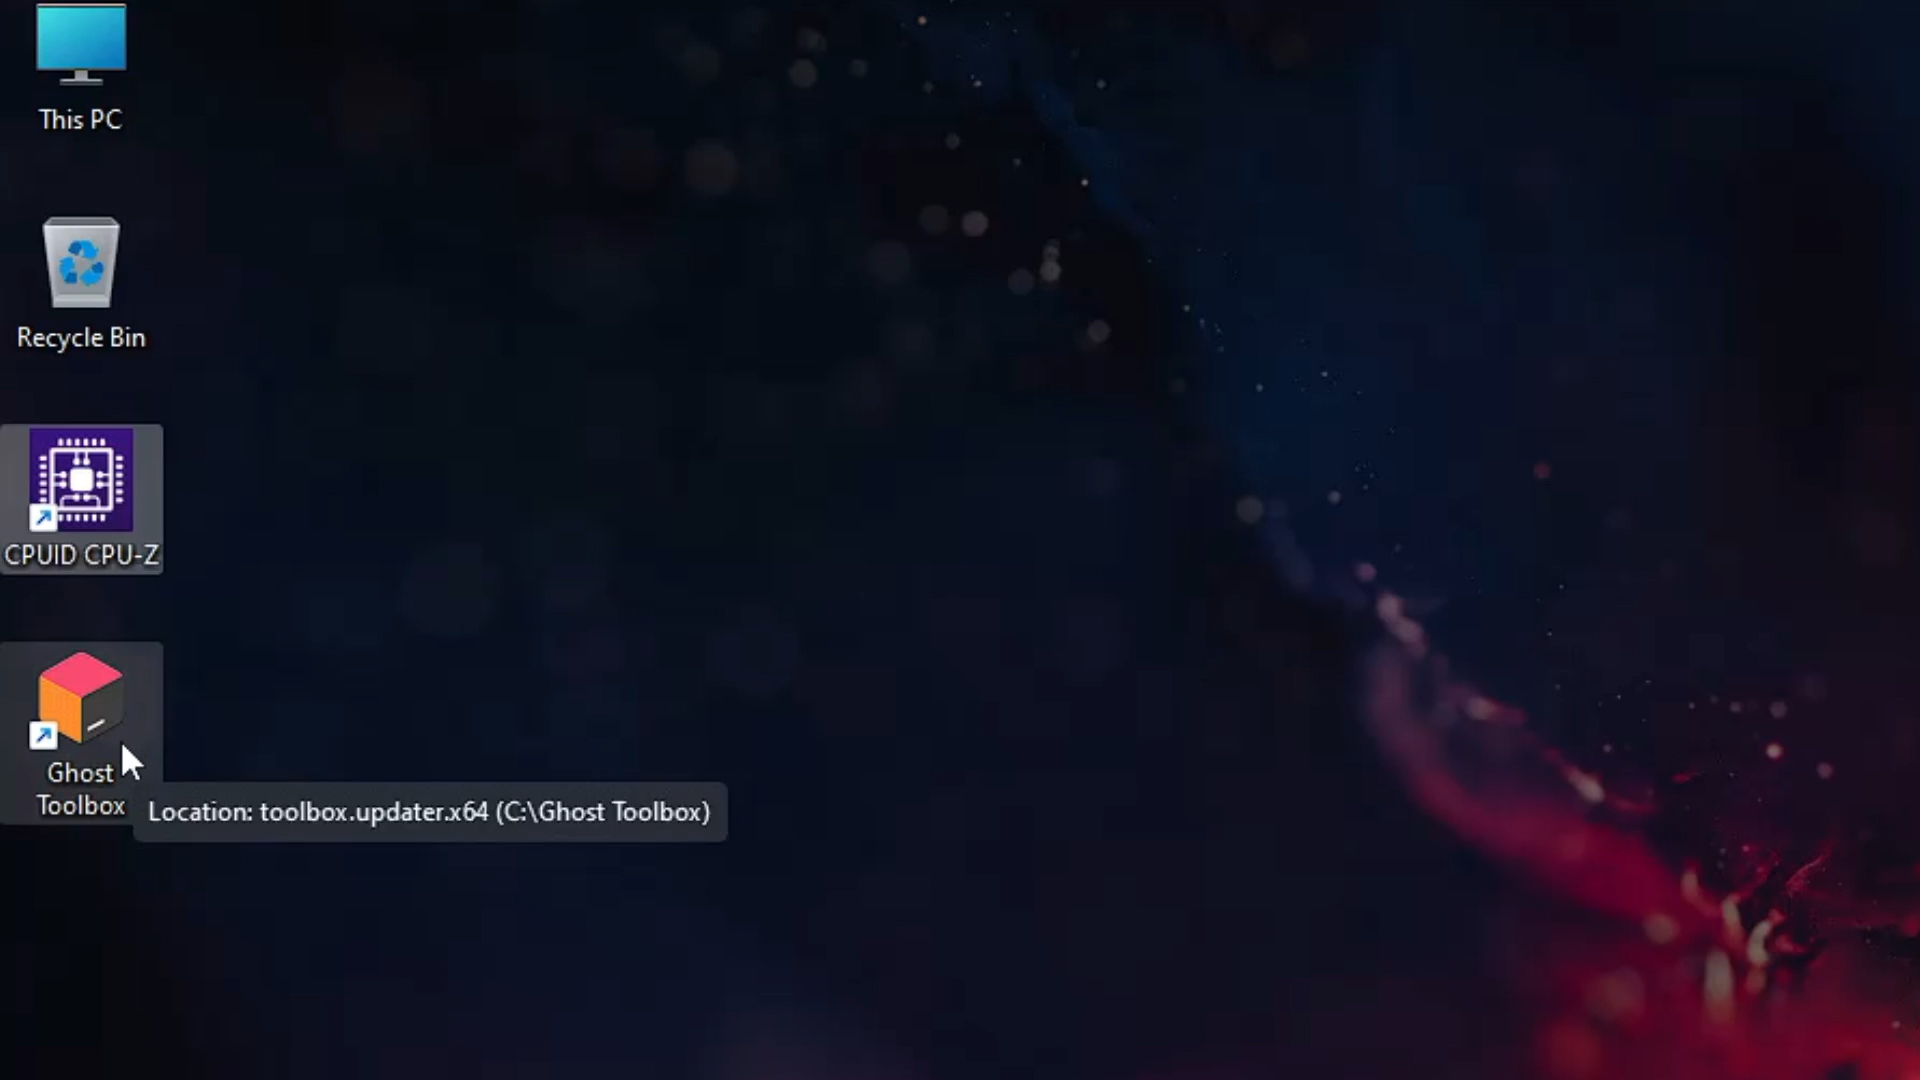 This PC
Recycle Bin
CPUID CPU-Z
Ghost
Toolbox
Location: toolbox.updater.x64 (C:\Ghost Toolbox)